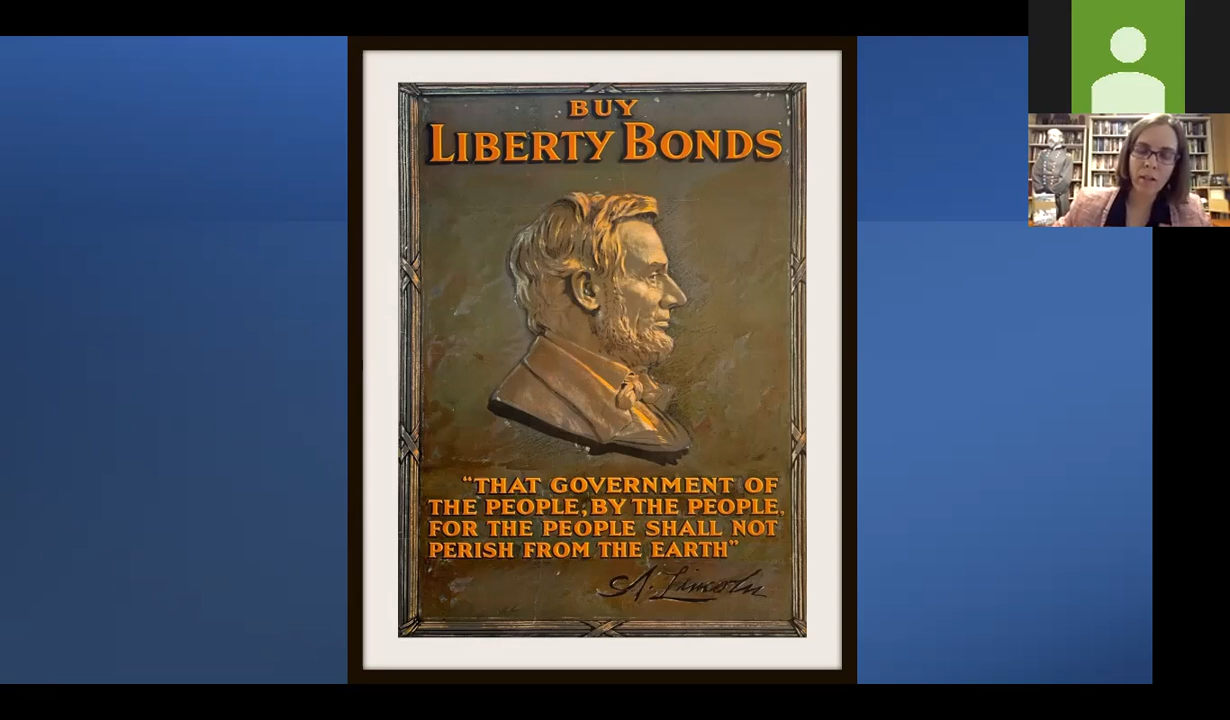 BUY
LIBERTY BONDS
“THAT GOVERNMENT OF
THE PEOPLE, BY THE PEOPLE,
FOR THE PEOPLE SHALL NOT
PERISH FROM THE EARTH”
A. Lincoln